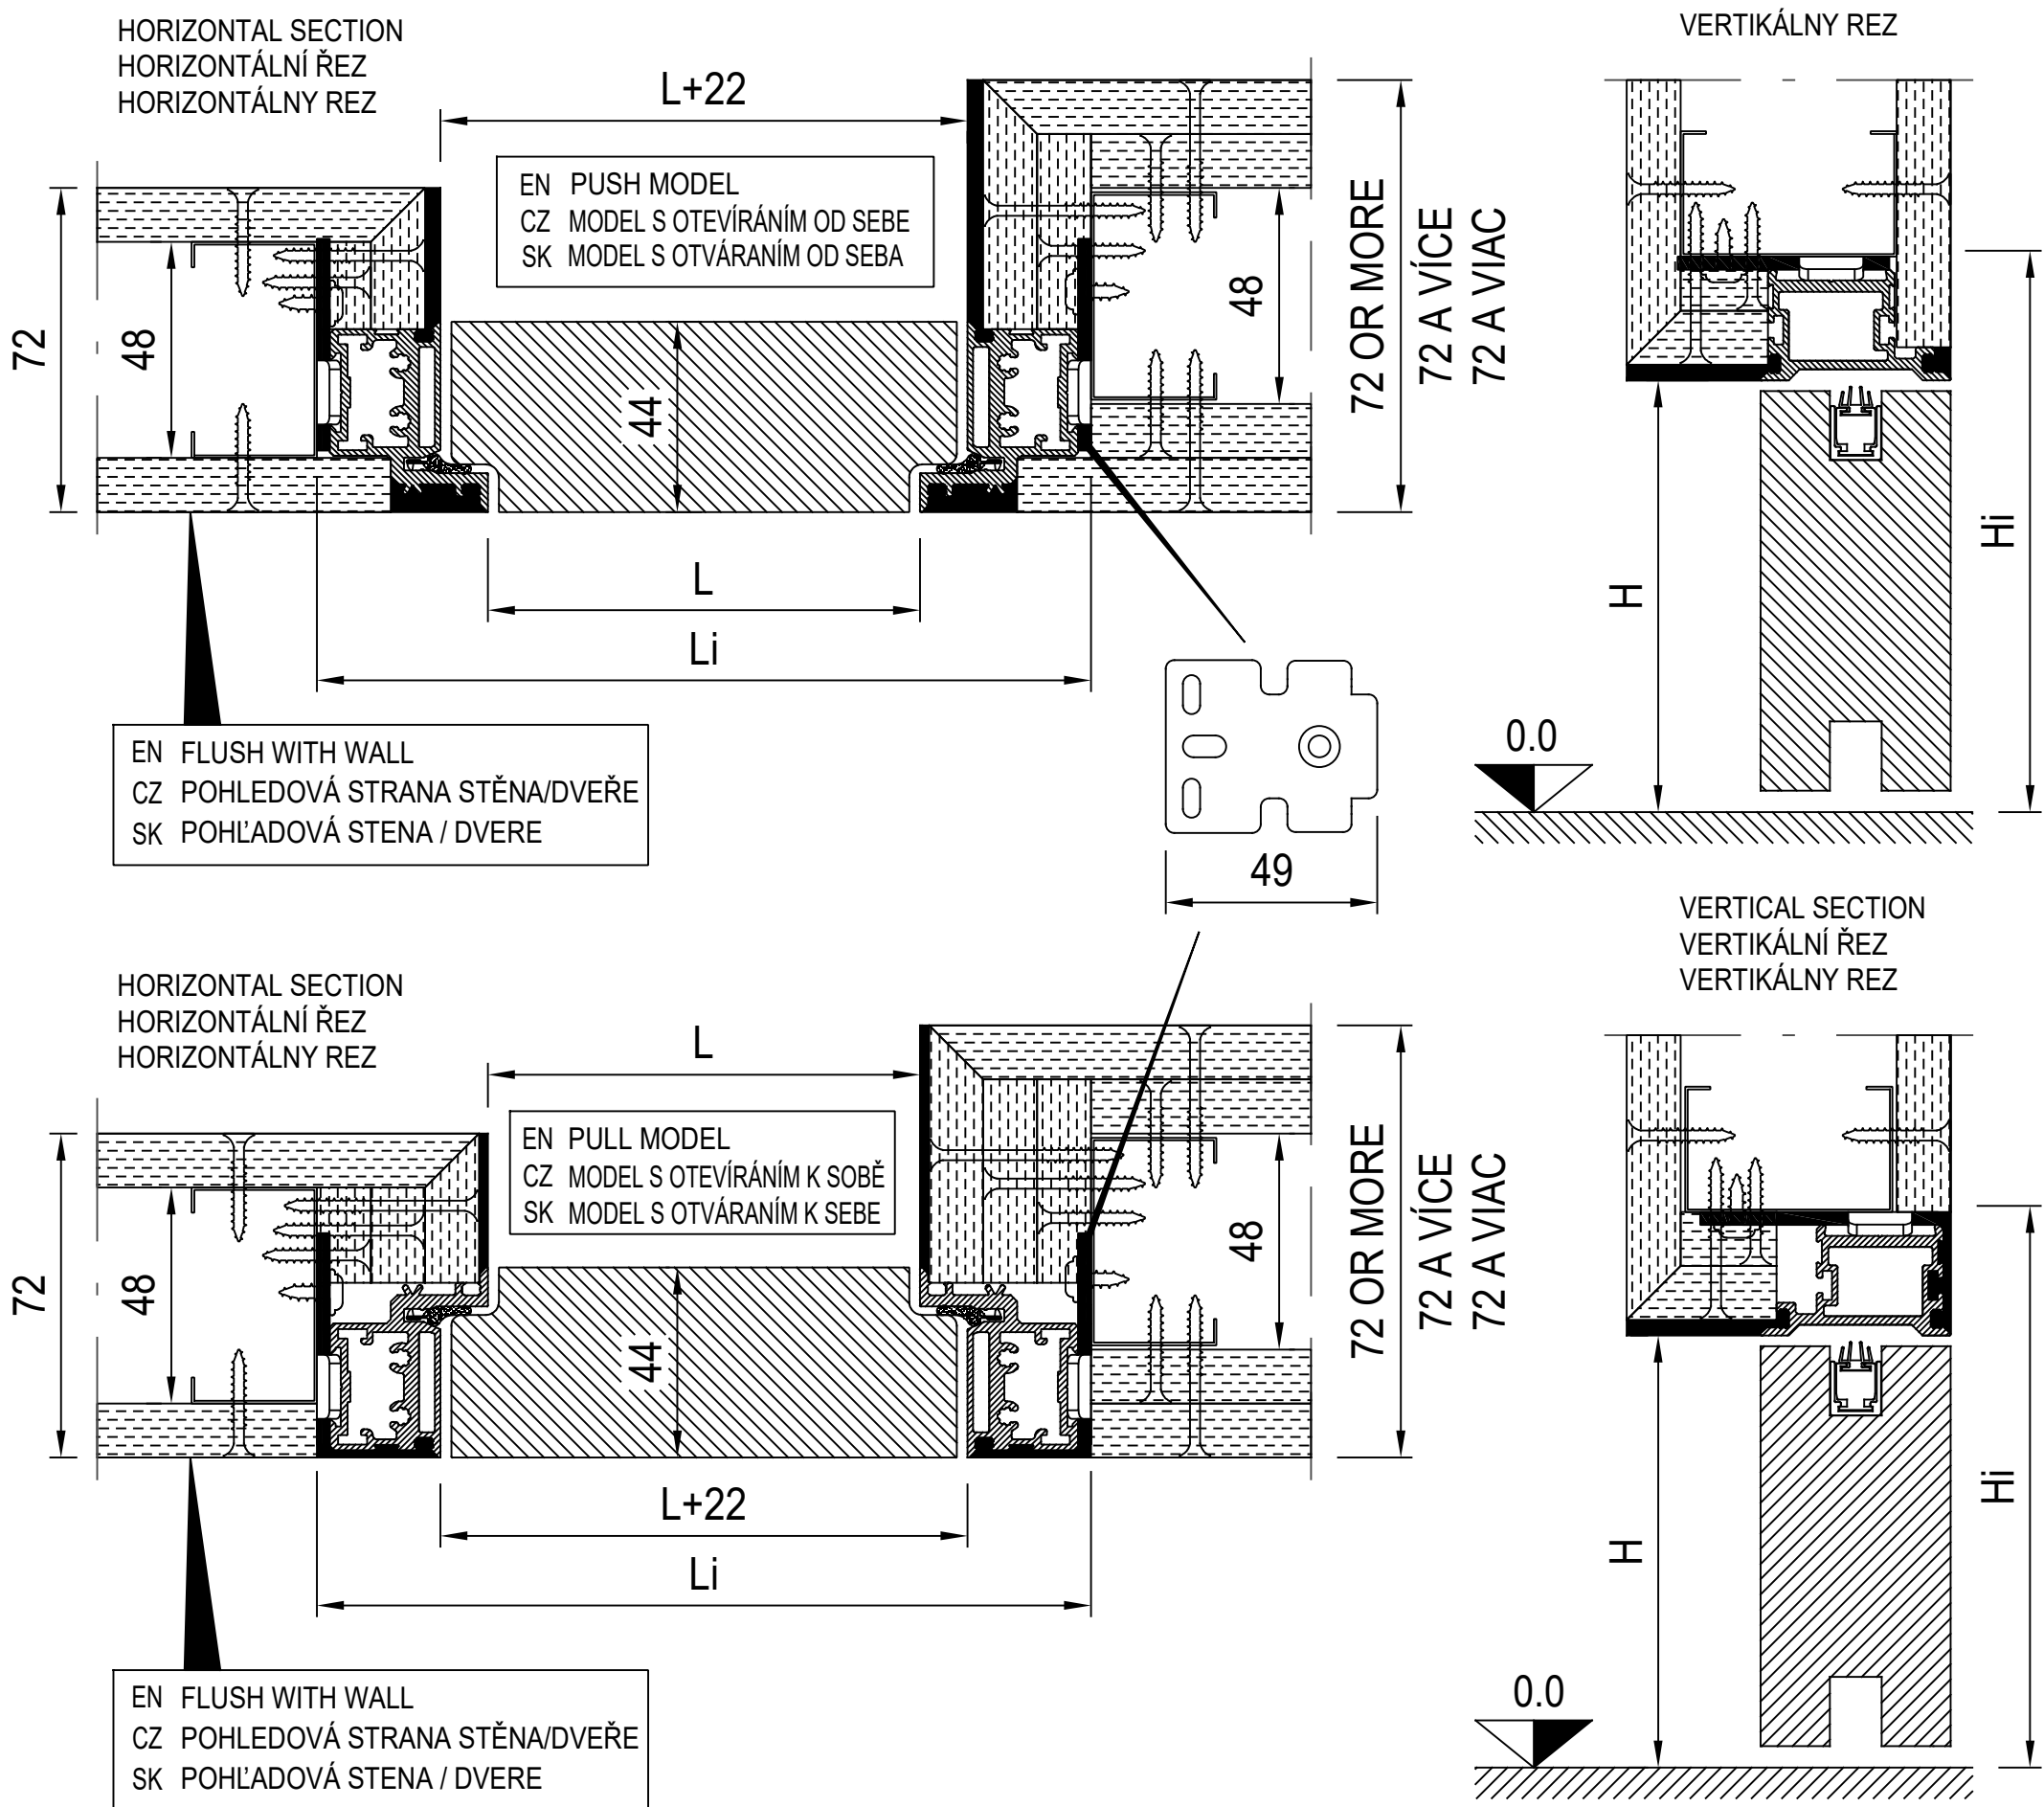 HORIZONTAL SECTION
HORIZONTÁLNÍ ŘEZ
HORIZONTÁLNY REZ
VERTIKÁLNY REZ
L+22
EN PUSH MODEL
CZ MODEL S OTEVÍRÁNÍM OD SEBE
SK MODEL S OTVÁRANÍM OD SEBA
72
48
44
48
72 OR MORE
72 A VÍCE
72 A VIAC
L
Li
H
Hi
0.0
EN FLUSH WITH WALL
CZ POHLEDOVÁ STRANA STĚNA/DVEŘE
SK POHĽADOVÁ STENA / DVERE
49
VERTICAL SECTION
VERTIKÁLNÍ ŘEZ
VERTIKÁLNY REZ
HORIZONTAL SECTION
HORIZONTÁLNÍ ŘEZ
HORIZONTÁLNY REZ
L
EN PULL MODEL
CZ MODEL S OTEVÍRÁNÍM K SOBĚ
SK MODEL S OTVÁRANÍM K SEBE
72
48
44
48
72 OR MORE
72 A VÍCE
72 A VIAC
L+22
Li
H
Hi
0.0
EN FLUSH WITH WALL
CZ POHLEDOVÁ STRANA STĚNA/DVEŘE
SK POHĽADOVÁ STENA / DVERE